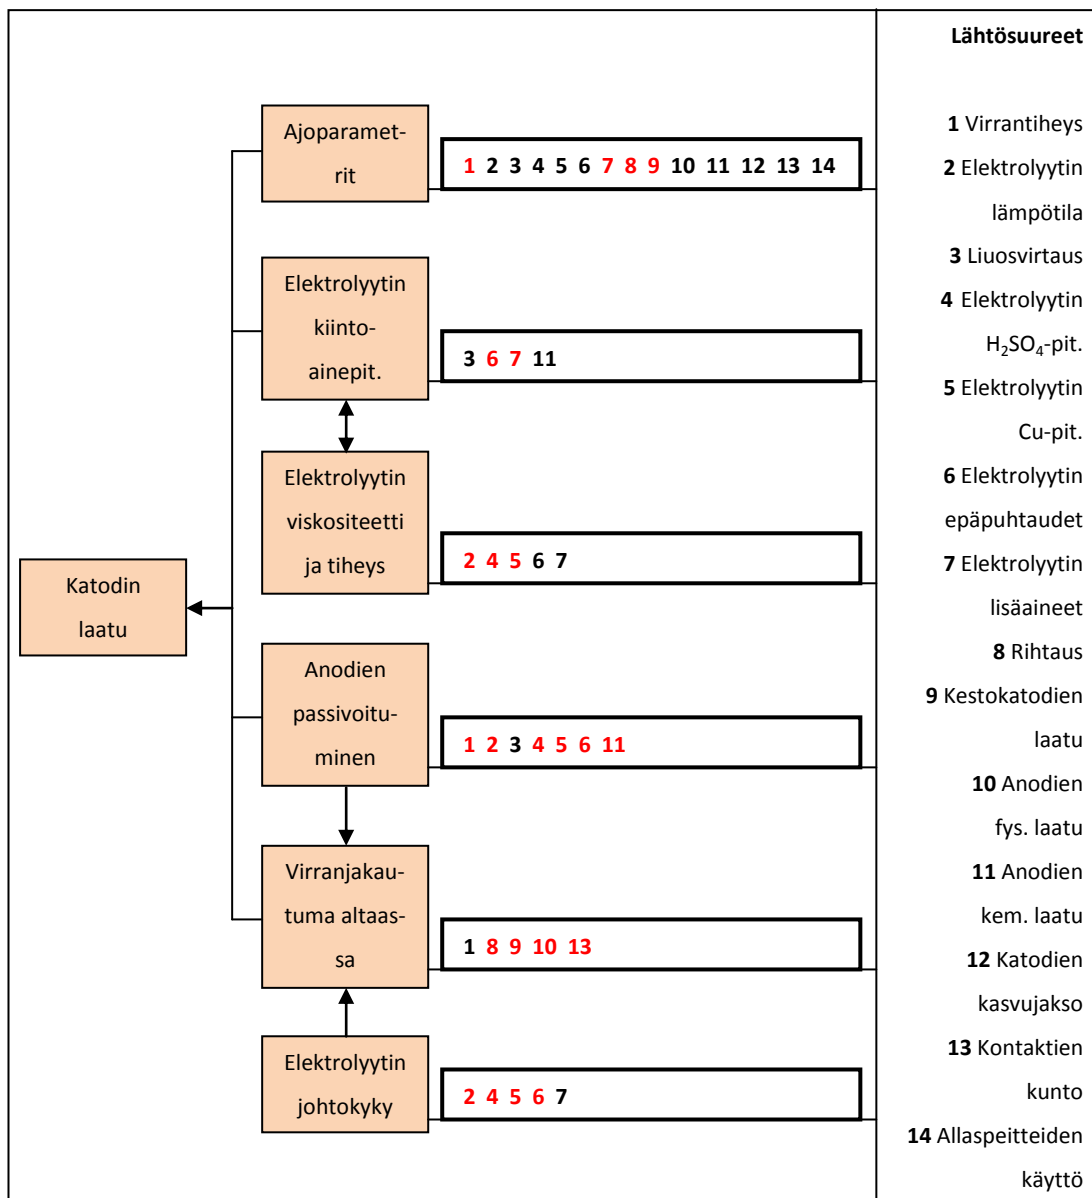 Lähtösuureet
Ajoparamet-
rit
1 2 3 4 5 6 7 8 9 10 11 12 13 14
Elektrolyytin
kiinto-
ainepit.
3 6 7 11
Elektrolyytin
viskositeetti
ja tiheys
2 4 5 6 7
Katodin
laatu
Anodien
passivoitu-
minen
1 2 3 4 5 6 11
Virranjakau-
tuma altaas-
sa
1 8 9 10 13
Elektrolyytin
johtokyky
2 4 5 6 7
1 Virrantiheys
2 Elektrolyytin
lämpötila
3 Liuosvirtaus
4 Elektrolyytin
H₂SO₄-pit.
5 Elektrolyytin
Cu-pit.
6 Elektrolyytin
epäpuhtaudet
7 Elektrolyytin
lisäaineet
8 Rihtaus
9 Kestokatodien
laatu
10 Anodien
fys. laatu
11 Anodien
kem. laatu
12 Katodien
kasvujakso
13 Kontaktien
kunto
14 Allaspeitteiden
käyttö